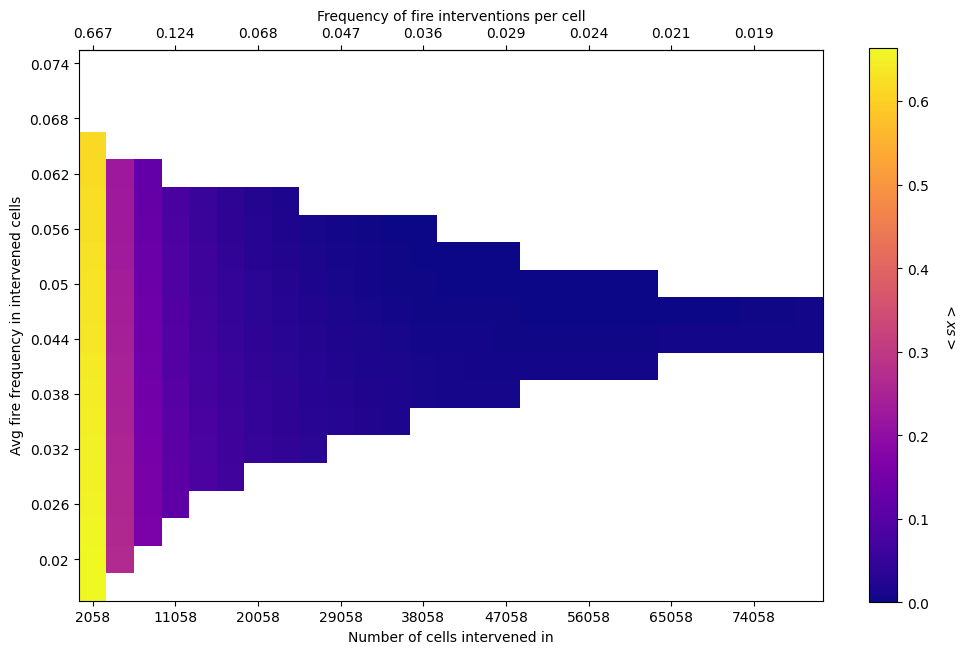 Frequency of fire interventions per cell
0.667 0.124 0.068 0.047 0.036 0.029 0.024 0.021 0.019
Avg fire frequency in intervened cells
0.074
0.068
0.062
0.056
0.05
0.044
0.038
0.032
0.026
0.02
2058 11058 20058 29058 38058 47058 56058 65058 74058
Number of cells intervened in
0.6
0.5
0.4
0.3
0.2
0.1
0.0
< sx >